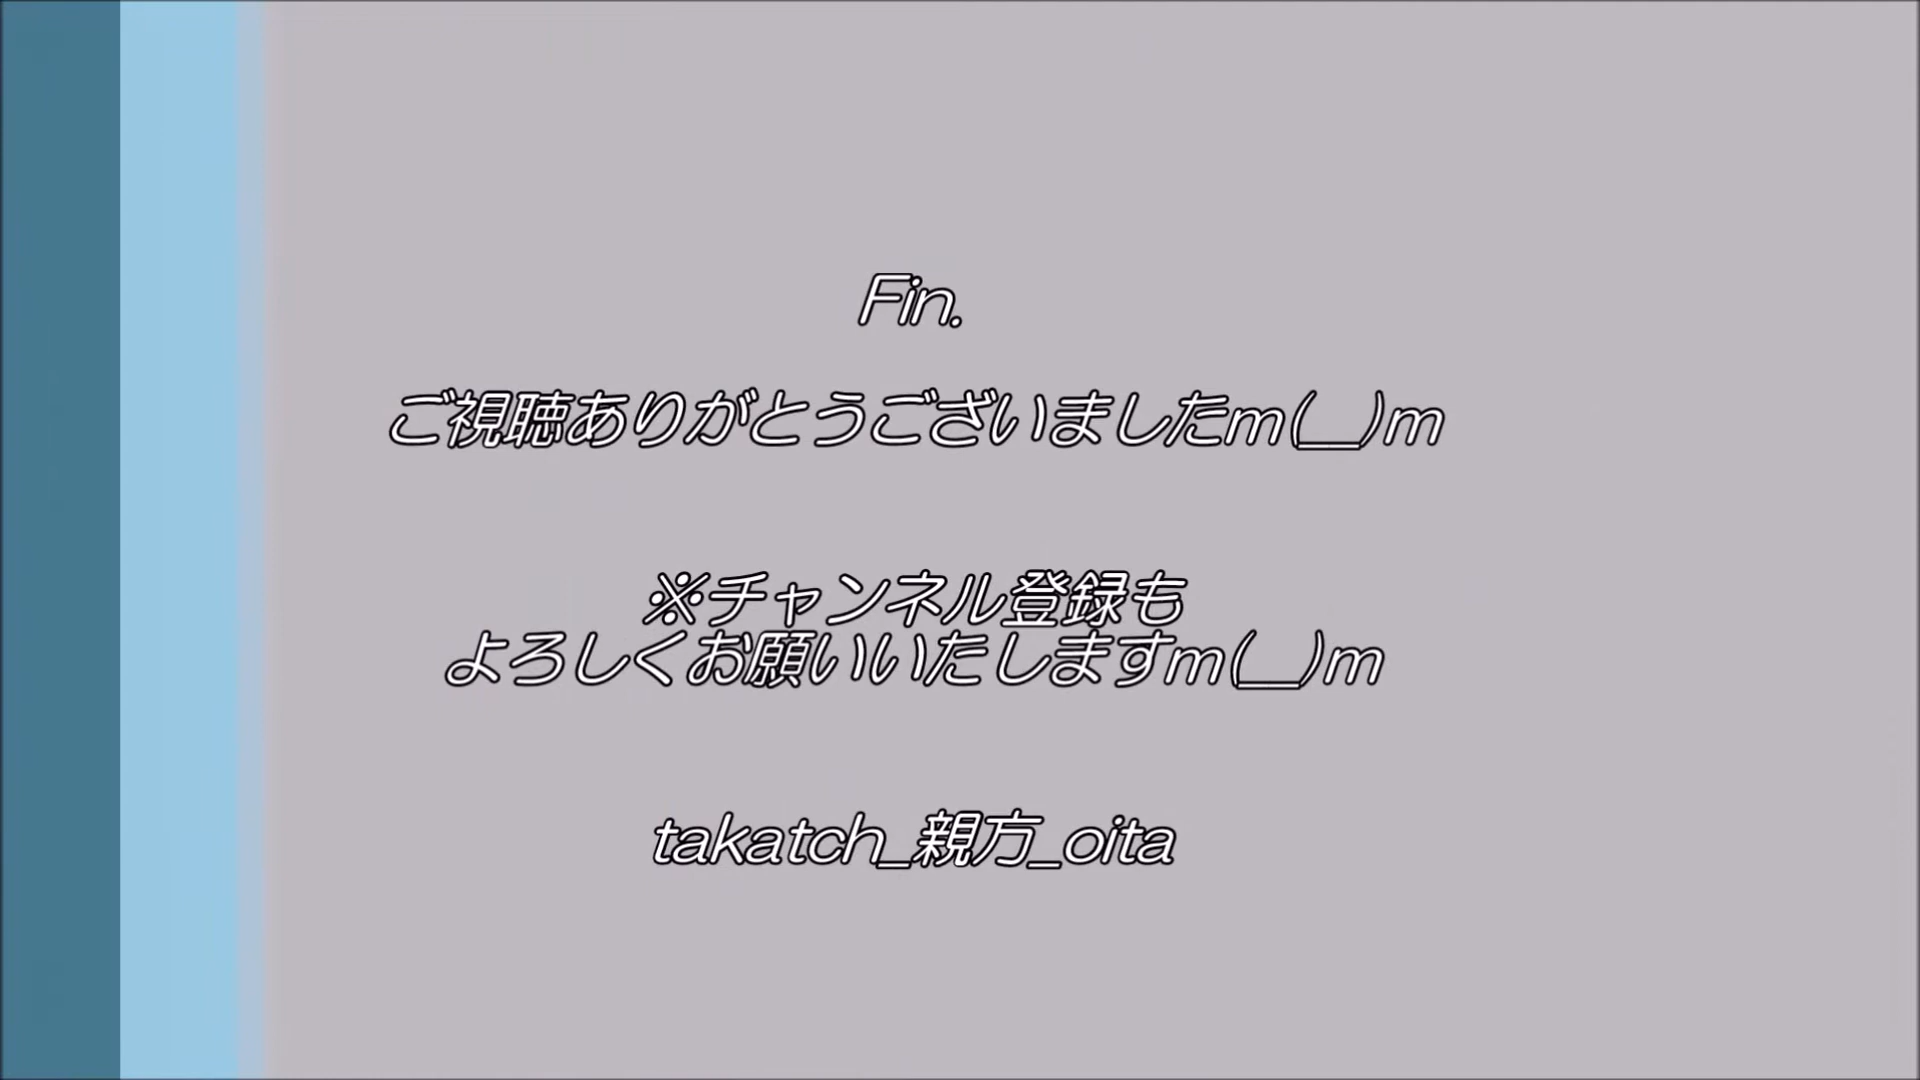 Fin.
ご視聴ありがとうございましたm(__)m
※チャンネル登録も
よろしくお願いいたしますm(__)m
takatch_親方_oita